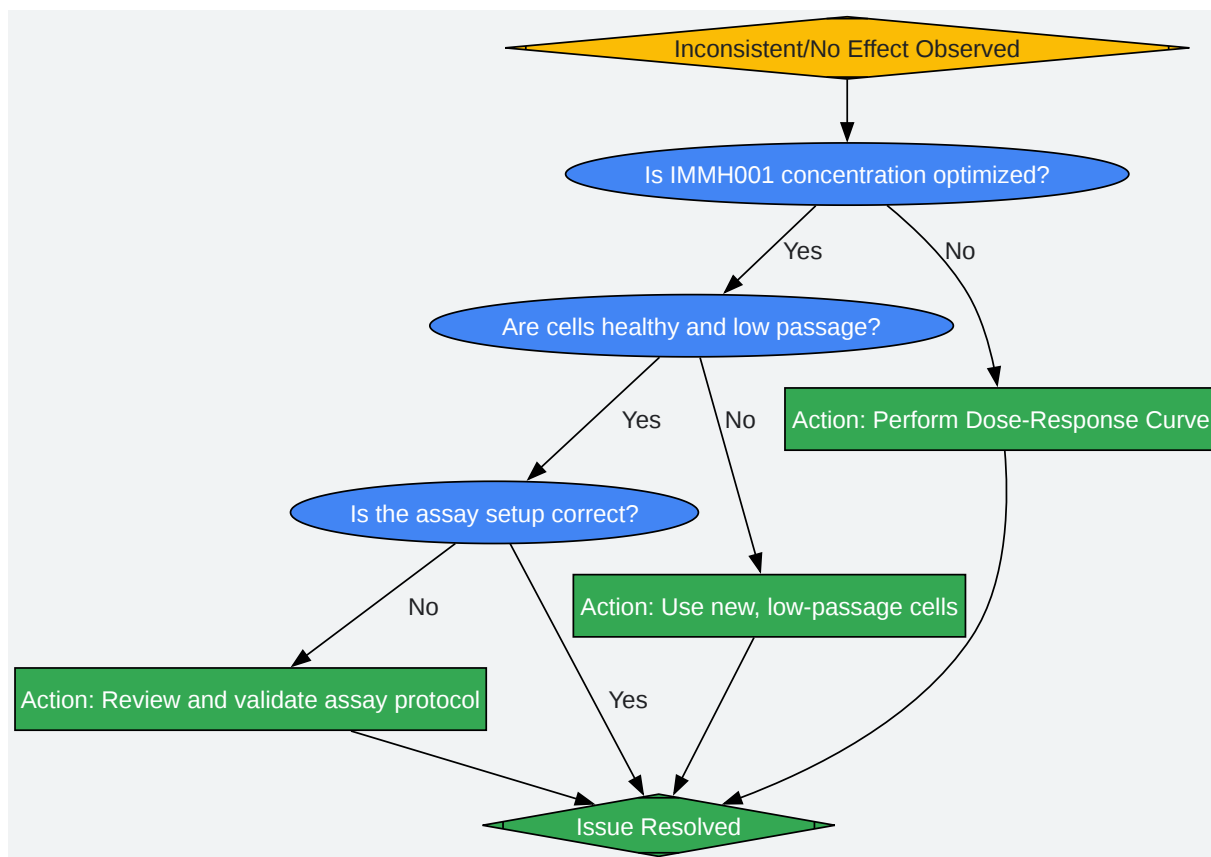 Inconsistent/No Effect Observed
Is IMMH001 concentration optimized?
Yes
No
Are cells healthy and low passage?
Action: Perform Dose-Response Curve
Yes
No
Is the assay setup correct?
Action: Use new, low-passage cells
No
Yes
Action: Review and validate assay protocol
Issue Resolved